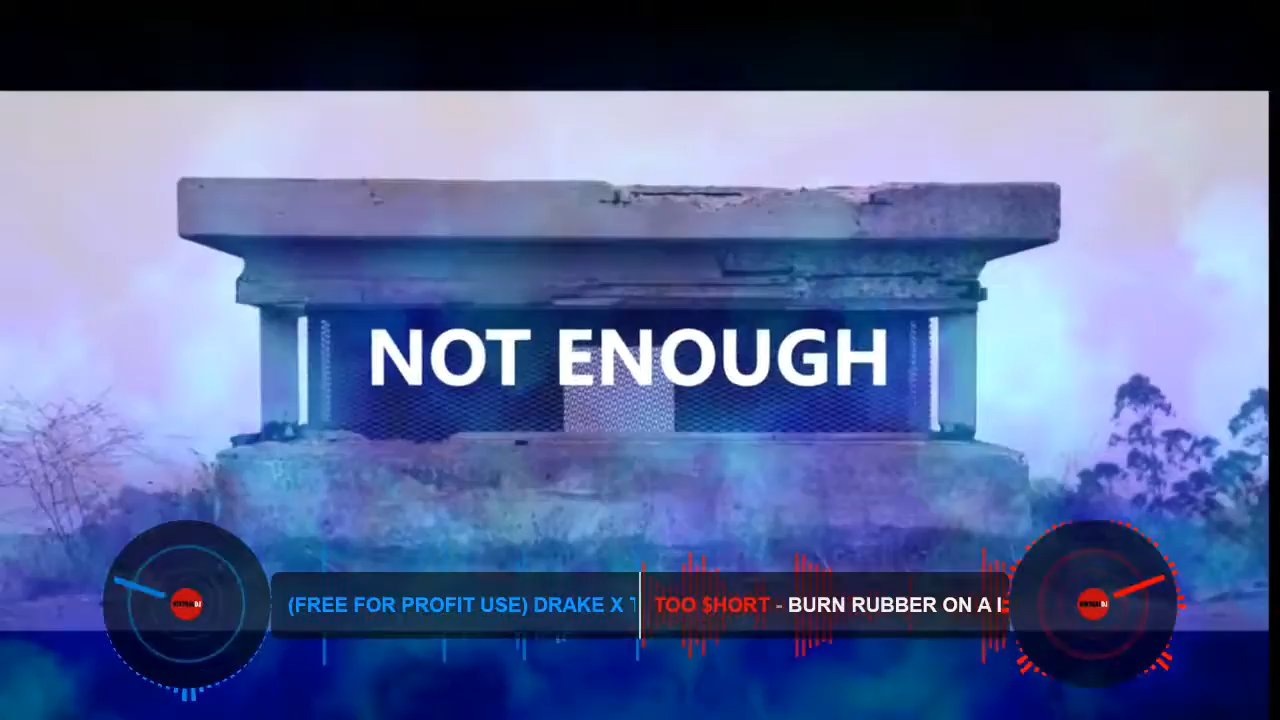 NOT ENOUGH
(FREE FOR PROFIT USE) DRAKE X
TOO $HORT - BURN RUBBER ON A